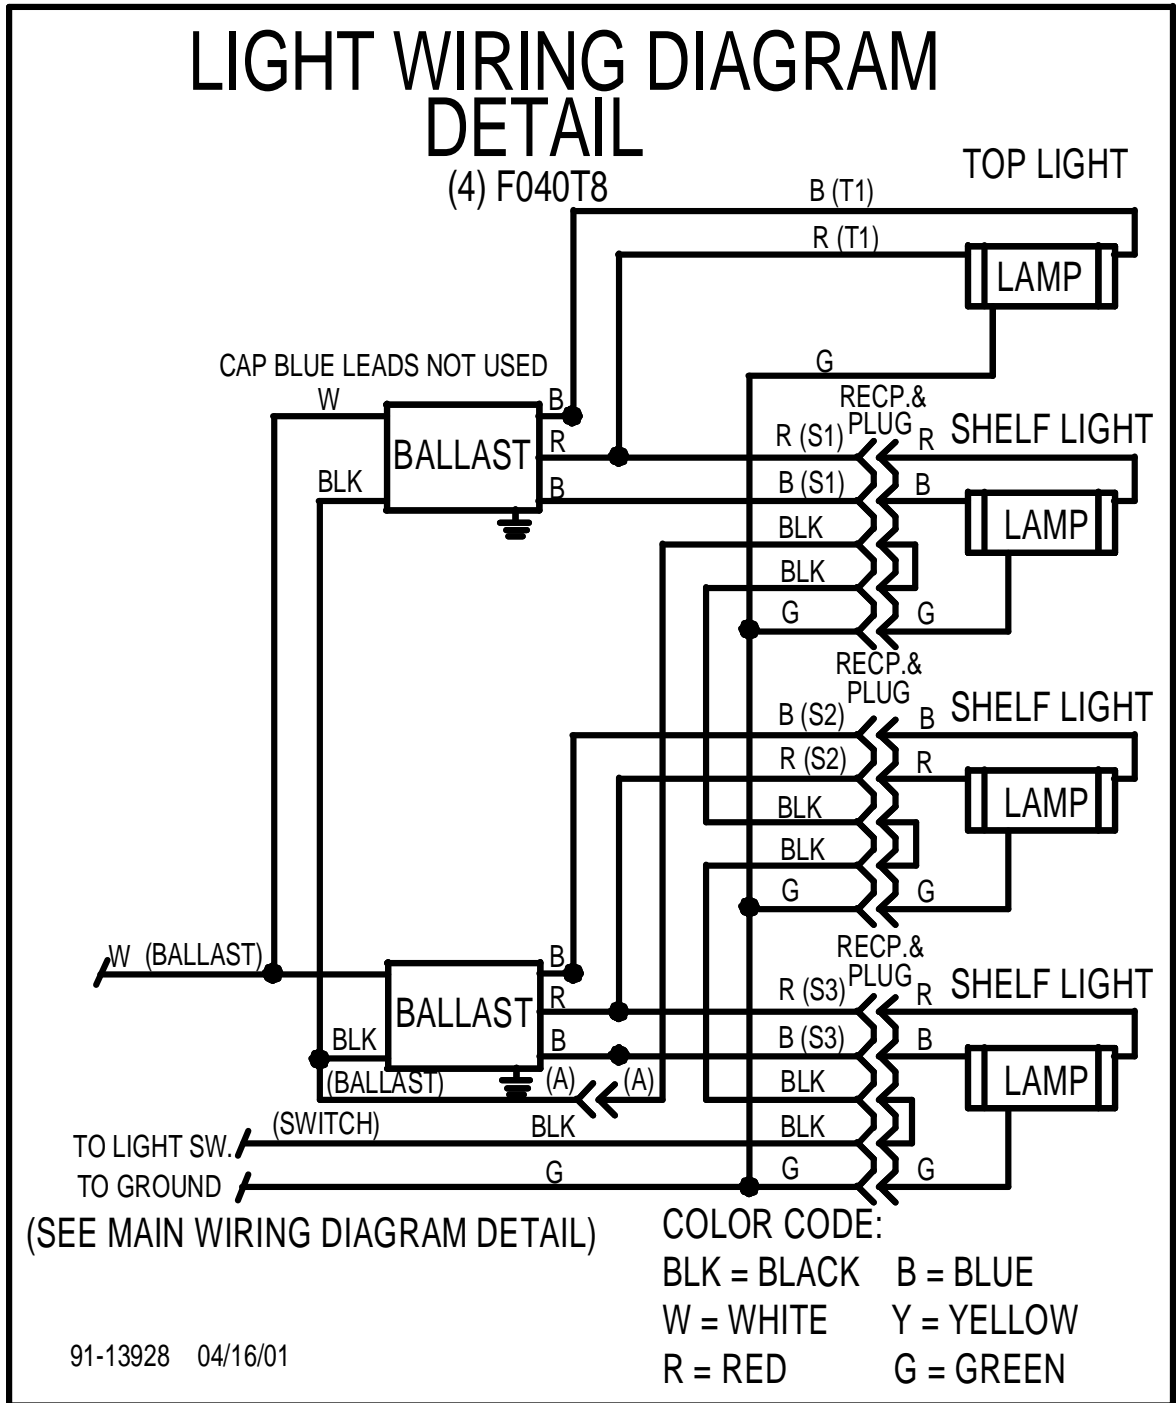 LIGHT WIRING DIAGRAM
DETAIL
(4) F040T8
TOP LIGHT
B (T1)
R (T1)
LAMP
G
CAP BLUE LEADS NOT USED
W
B
RECP.&
PLUG
SHELF LIGHT
BALLAST
R
R (S1)
R
BLK
B
B (S1)
B
LAMP
BLK
BLK
G
G
RECP.&
PLUG
SHELF LIGHT
B (S2)
B
R (S2)
R
LAMP
BLK
BLK
G
G
RECP.&
PLUG
SHELF LIGHT
W (BALLAST)
B
BALLAST
R
R (S3)
R
BLK
B
B (S3)
B
LAMP
(BALLAST)
(A)
(A)
BLK
(SWITCH)
BLK
BLK
TO LIGHT SW.
TO GROUND
G
G
G
(SEE MAIN WIRING DIAGRAM DETAIL)
COLOR CODE:
BLK = BLACK B = BLUE
W = WHITE Y = YELLOW
R = RED G = GREEN
91-13928 04/16/01